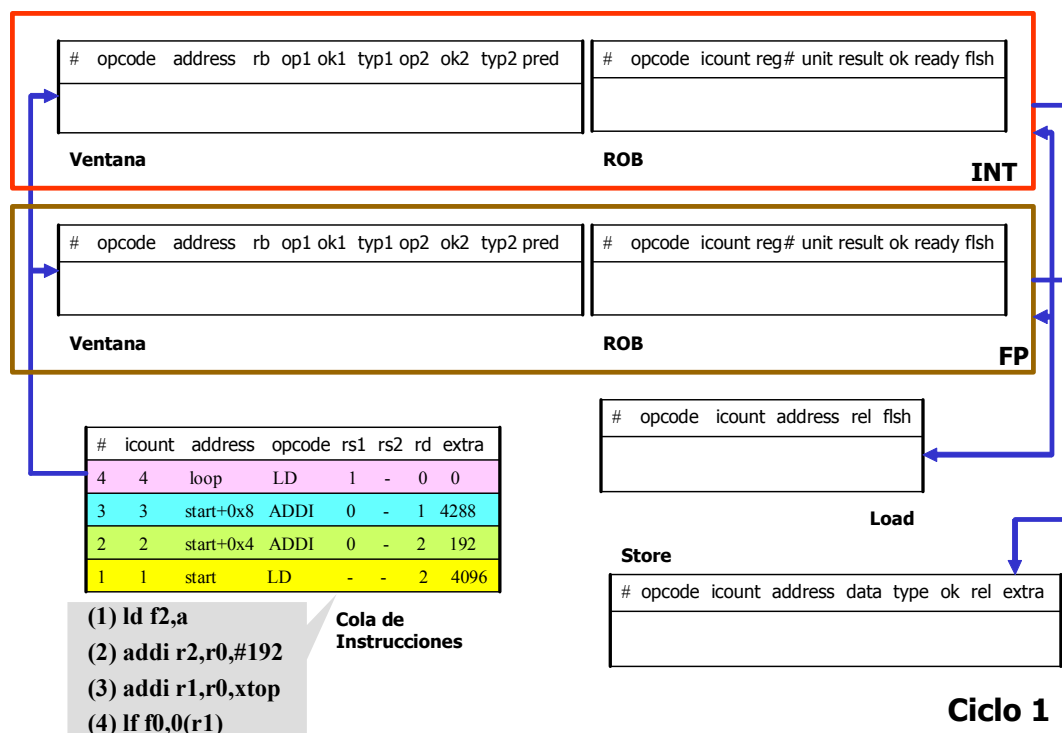 # opcode address rb op1 ok1 typ1 op2 ok2 typ2 pred
# opcode icount reg# unit result ok ready flsh
Ventana
ROB
INT
# opcode address rb op1 ok1 typ1 op2 ok2 typ2 pred
# opcode icount reg# unit result ok ready flsh
Ventana
ROB
FP
# icount address opcode rs1 rs2 rd extra
4 4 loop LD 1 - 0 0
3 3 start+0x8 ADDI 0 - 1 4288
2 2 start+0x4 ADDI 0 - 2 192
1 1 start LD - - 2 4096
Cola de
Instrucciones
(1) ld f2,a
(2) addi r2,r0,#192
(3) addi r1,r0,xtop
(4) lf f0,0(r1)
# opcode icount address rel flsh
Load
Store
# opcode icount address data type ok rel extra
Ciclo 1